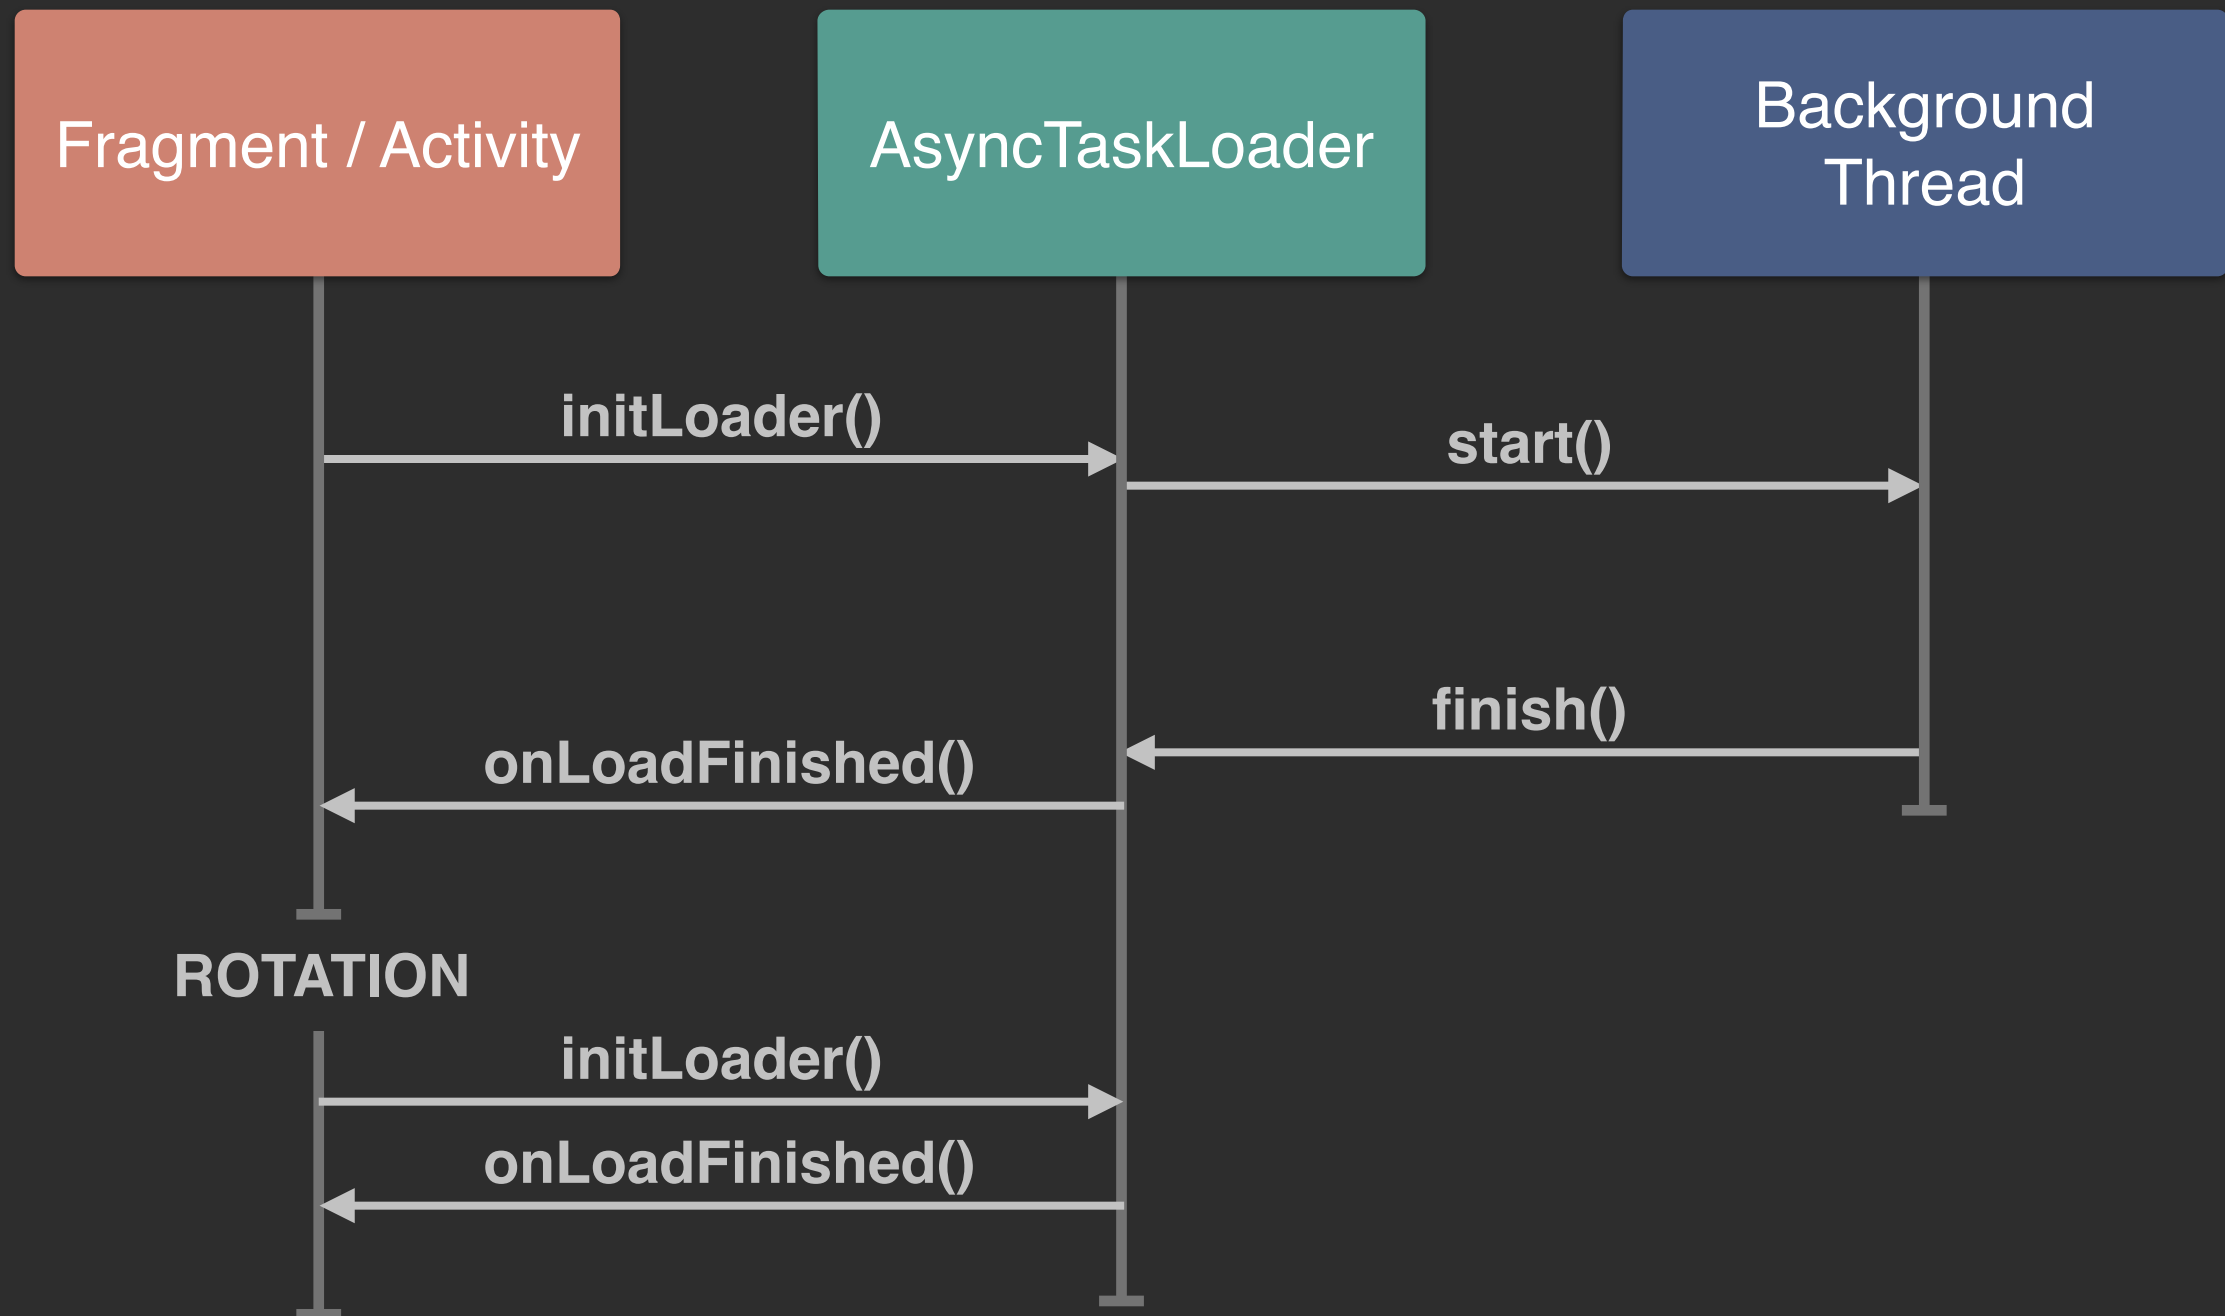 Fragment / Activity
AsyncTaskLoader
Background
Thread
initLoader()
start()
finish()
onLoadFinished()
ROTATION
initLoader()
onLoadFinished()